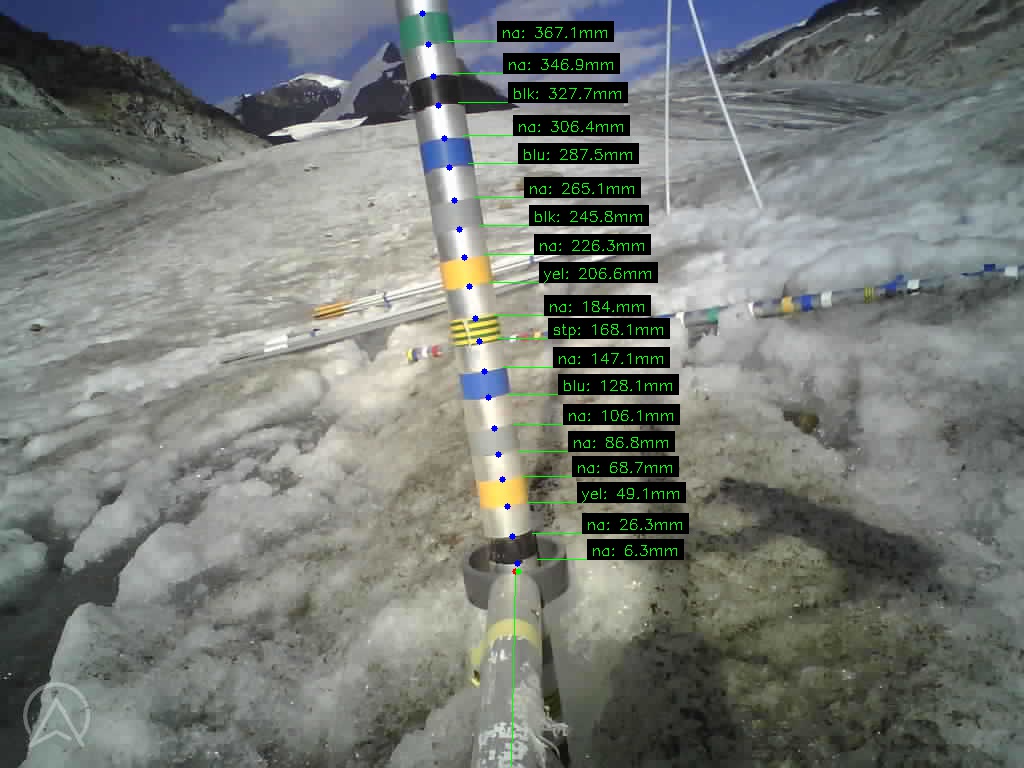 na: 367.1mm
na: 346.9mm
blk: 327.7mm
na: 306.4mm
blu: 287.5mm
na: 265.1mm
blk: 245.8mm
na: 226.3mm
yel: 206.6mm
na: 184.mm
stp: 168.1mm
na: 147.1mm
blu: 128.1mm
na: 106.1mm
na: 86.8mm
na: 68.7mm
yel: 49.1mm
na: 26.3mm
na: 6.3mm